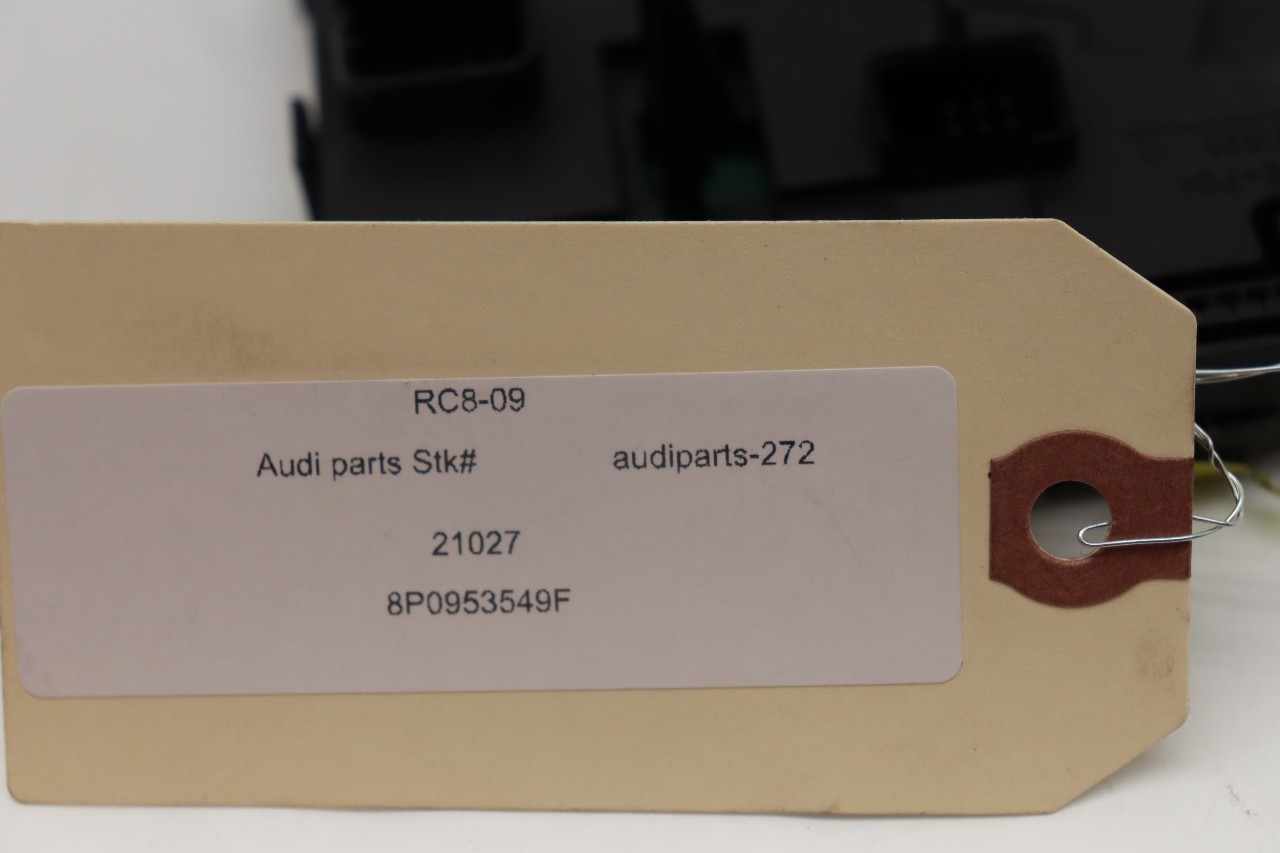 RC8-09
Audi parts Stk# audiparts-272
21027
8P0953549F